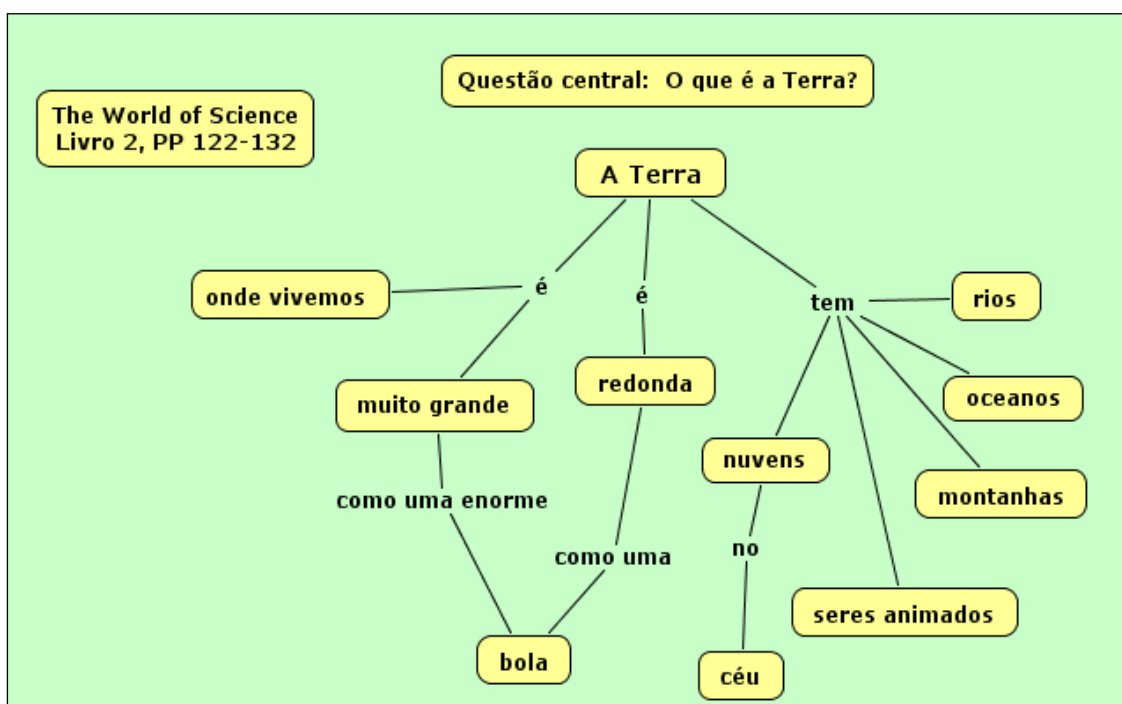 Questão central:  O que é a Terra?
The World of Science
Livro 2, PP 122-132
A Terra
onde vivemos
é
é
tem
rios
muito grande
redonda
oceanos
nuvens
montanhas
como uma enorme
como uma
no
seres animados
bola
céu